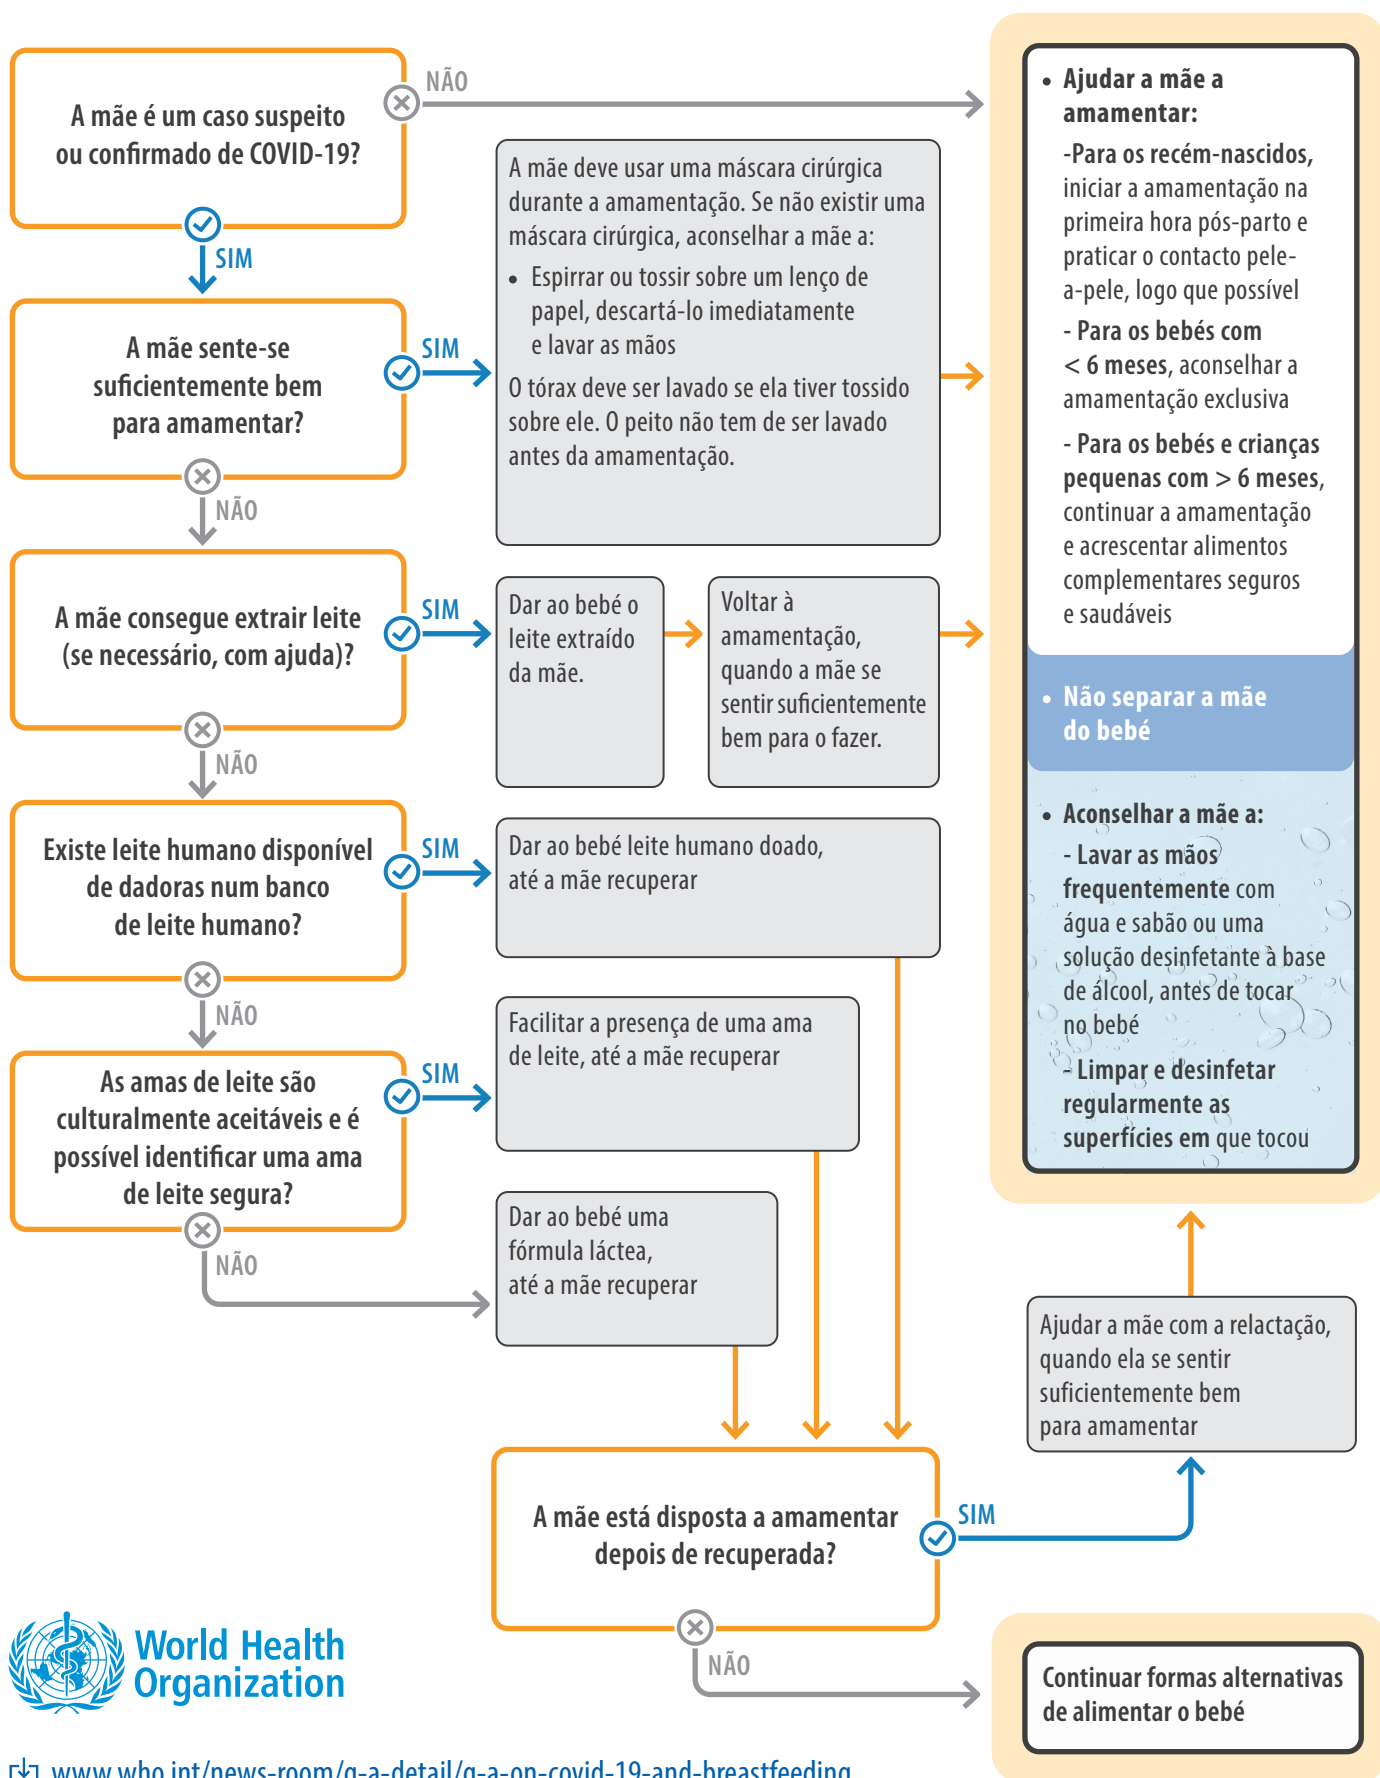 A mãe é um caso suspeito
ou confirmado de COVID-19?
NÃO
SIM
A mãe sente-se
suficientemente bem
para amamentar?
SIM
NÃO
A mãe deve usar uma máscara cirúrgica
durante a amamentação. Se não existir uma
máscara cirúrgica, aconselhar a mãe a:
• Espirrar ou tossir sobre um lenço de
papel, descartá-lo imediatamente
e lavar as mãos
O tórax deve ser lavado se ela tiver tossido
sobre ele. O peito não tem de ser lavado
antes da amamentação.
A mãe consegue extrair leite
(se necessário, com ajuda)?
SIM
NÃO
Dar ao bebé o
leite extraído
da mãe.
Voltar à
amamentação,
quando a mãe se
sentir suficientemente
bem para o fazer.
Existe leite humano disponível
de dadoras num banco
de leite humano?
SIM
NÃO
Dar ao bebé leite humano doado,
até a mãe recuperar
As amas de leite são
culturalmente aceitáveis e é
possível identificar uma ama
de leite segura?
SIM
NÃO
Facilitar a presença de uma ama
de leite, até a mãe recuperar
Dar ao bebé uma
fórmula láctea,
até a mãe recuperar
A mãe está disposta a amamentar
depois de recuperada?
SIM
NÃO
Ajudar a mãe com a relactação,
quando ela se sentir
suficientemente bem
para amamentar
• Ajudar a mãe a
amamentar:
-Para os recém-nascidos,
iniciar a amamentação na
primeira hora pós-parto e
praticar o contacto pele-
a-pele, logo que possível
- Para os bebés com
< 6 meses, aconselhar a
amamentação exclusiva
- Para os bebés e crianças
pequenas com > 6 meses,
continuar a amamentação
e acrescentar alimentos
complementares seguros
e saudáveis
• Não separar a mãe
do bebé
• Aconselhar a mãe a:
- Lavar as mãos
frequentemente com
água e sabão ou uma
solução desinfetante à base
de álcool, antes de tocar
no bebé
- Limpar e desinfetar
regularmente as
superfícies em que tocou
Continuar formas alternativas
de alimentar o bebé
World Health
Organization
www.who.int/news-room/q-a-detail/q-a-on-covid-19-and-breastfeeding